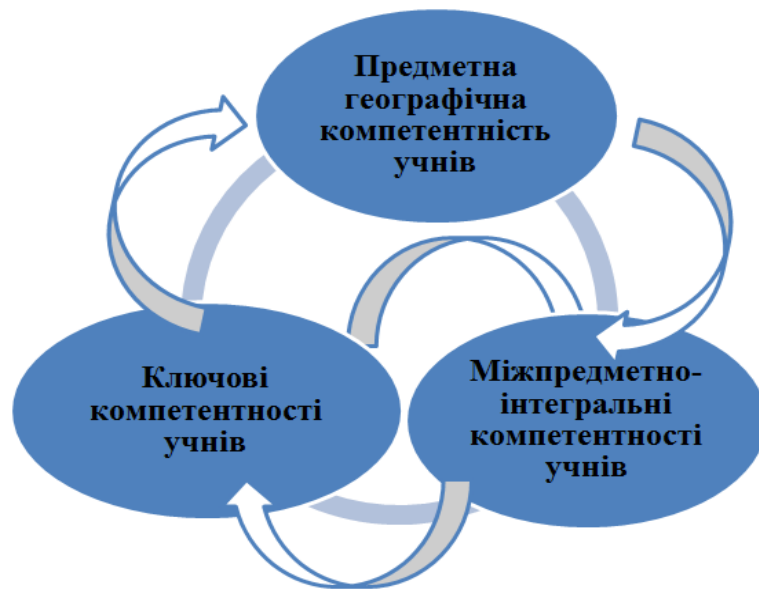 Предметна
географічна
компетентність
учнів
Ключові
компетентності
учнів
Міжпредметно-
інтегральні
компетентності
учнів